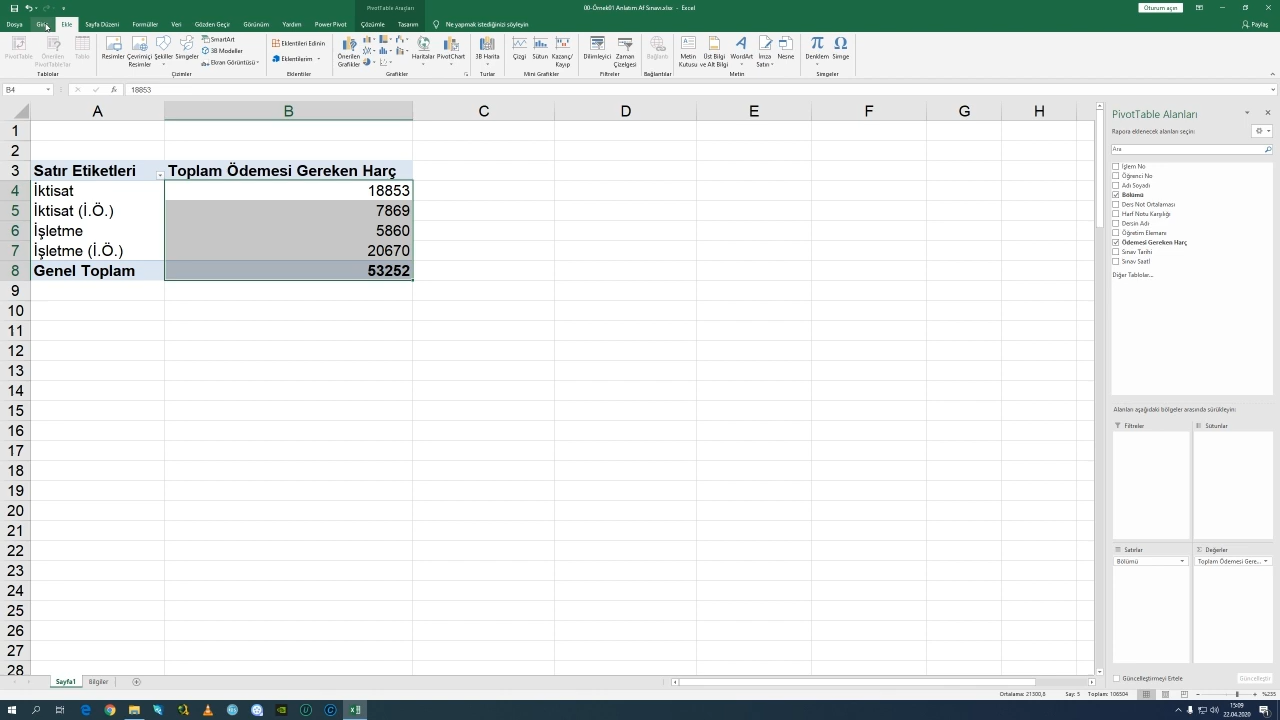 PivotTable Araçları
00-Örnek01 Anlatım Af Sınavı.xlsx - Excel
Oturum açın
Dosya Giriş Ekle Sayfa Düzeni Formüller Veri Gözden Geçir Görünüm Yardım Power Pivot Çözümle Tasarım Ne yapmak istediğinizi söyleyin Paylaş
PivotTable Önerilen PivotTable'lar Tablo
Resimler Çevrimiçi Resimler Şekiller Simgeler
SmartArt
3B Modeller
Ekran Görüntüsü
Eklentileri Edinin
Eklentilerim
Önerilen Grafikler Haritalar PivotChart
3B Harita
Çizgi Sütun Kazanç/Kayıp
Dilimleyici Zaman Çizelgesi
Bağlantı
Metin Kutusu Üst Bilgi ve Alt Bilgi WordArt İmza Satırı Nesne
Denklem Simge
Tablolar Çizimler Eklentiler Grafikler Turlar Mini Grafikler Filtreler Bağlantılar Metin Simgeler
B4 fx 18853
A B C D E F G H
1
2
3 Satır Etiketleri Toplam Ödemesi Gereken Harç
4 İktisat 18853
5 İktisat (İ.Ö.) 7869
6 İşletme 5860
7 İşletme (İ.Ö.) 20670
8 Genel Toplam 53252
9
10
11
12
13
14
15
16
17
18
19
20
21
22
23
24
25
26
27
28
PivotTable Alanları
Rapora eklenecek alanları seçin:
Ara
İşlem No
Öğrenci No
Adı Soyadı
Bölümü
Ders Not Ortalaması
Harf Notu Karşılığı
Dersin Adı
Öğretim Elemanı
Ödemesi Gereken Harç
Sınav Tarihi
Sınav Saati
Diğer Tablolar...
Alanları aşağıdaki bölgeler arasında sürükleyin:
Filtreler Sütunlar
Satırlar Değerler
Bölümü Toplam Ödemesi Gere...
Güncelleştirmeyi Ertele Güncelleştir
Sayfa1 Bilgiler
Ortalama: 21300,8 Say: 5 Toplam: 106504 %235
15:09
22.04.2020